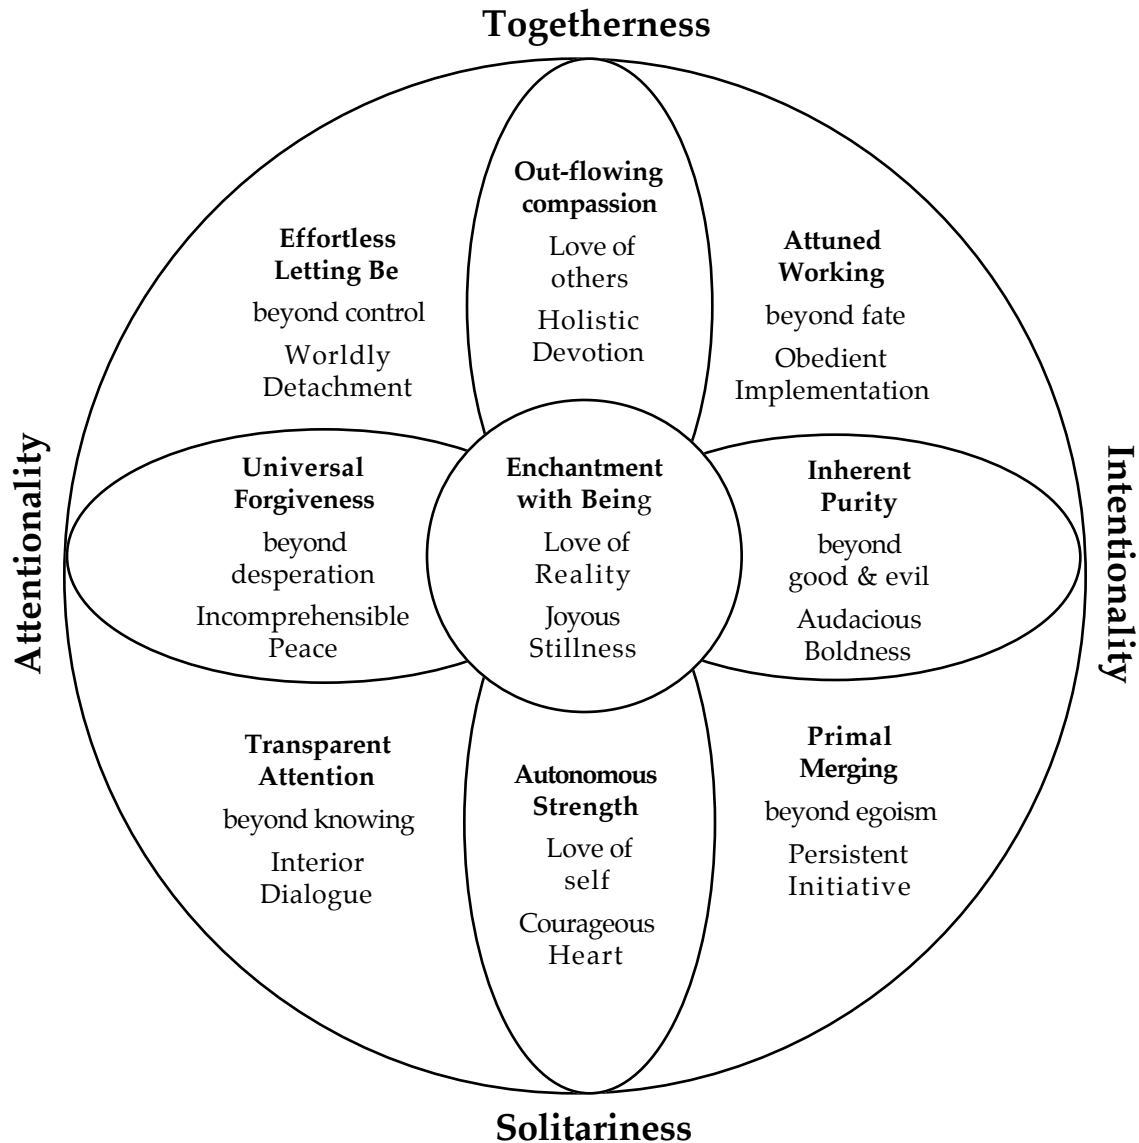 Togetherness
Out-flowing
compassion
Love of
others
Holistic
Devotion
Effortless
Letting Be
beyond control
Worldly
Detachment
Attuned
Working
beyond fate
Obedient
Implementation
Attentionality
Universal
Forgiveness
beyond
desperation
Incomprehensible
Peace
Enchantment
with Being
Love of
Reality
Joyous
Stillness
Inherent
Purity
beyond
good & evil
Audacious
Boldness
Intentionality
Transparent
Attention
beyond knowing
Interior
Dialogue
Autonomous
Strength
Love of
self
Courageous
Heart
Primal
Merging
beyond egoism
Persistent
Initiative
Solitariness